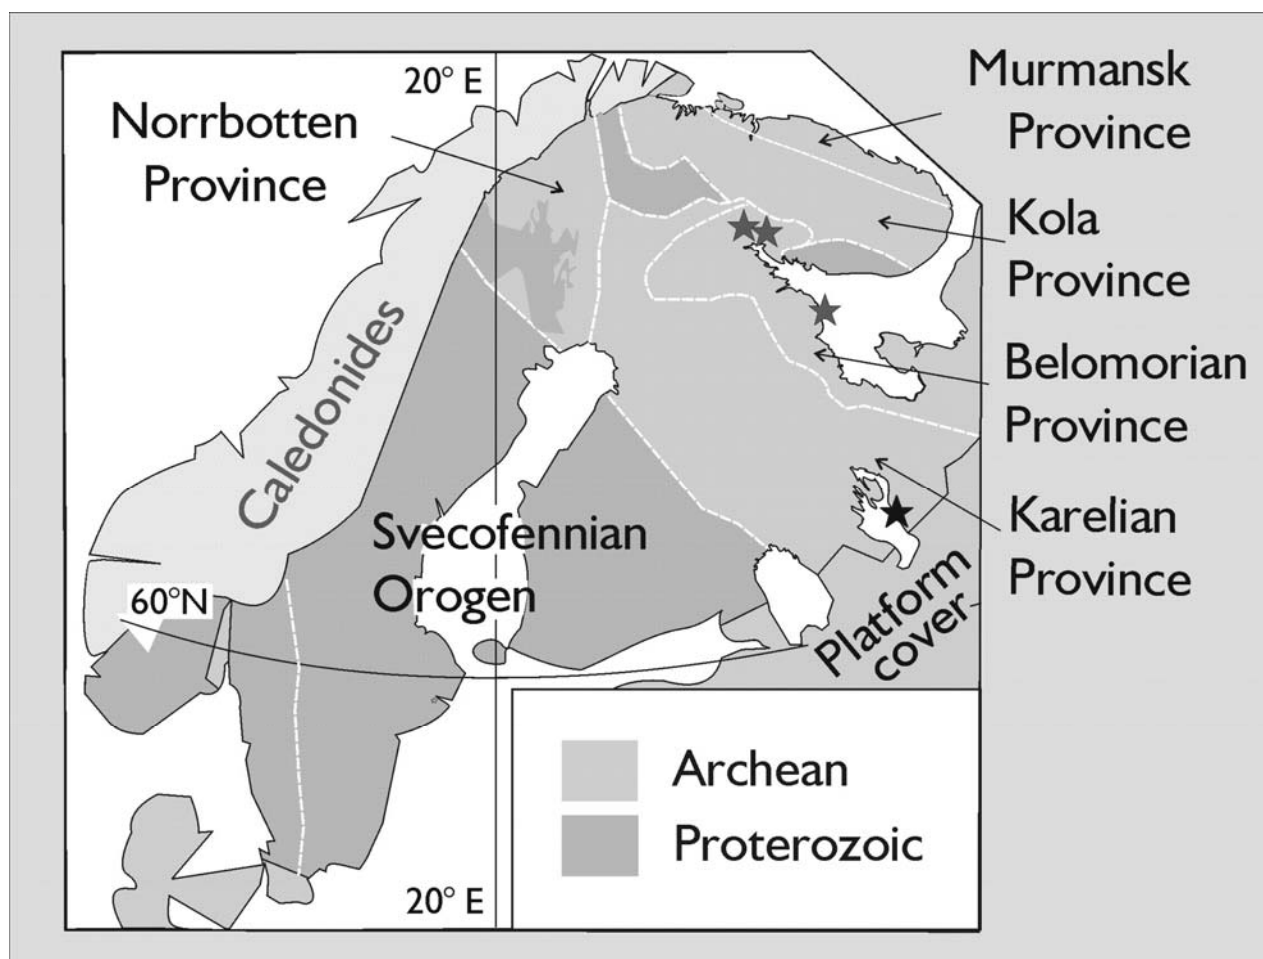 20° E
Murmansk
Province
Norrbotten
Province
Kola
Province
Caledonides
Belomorian
Province
Svecofennian
Orogen
Karelian
Province
60°N
Platform
cover
Archean
Proterozoic
20° E